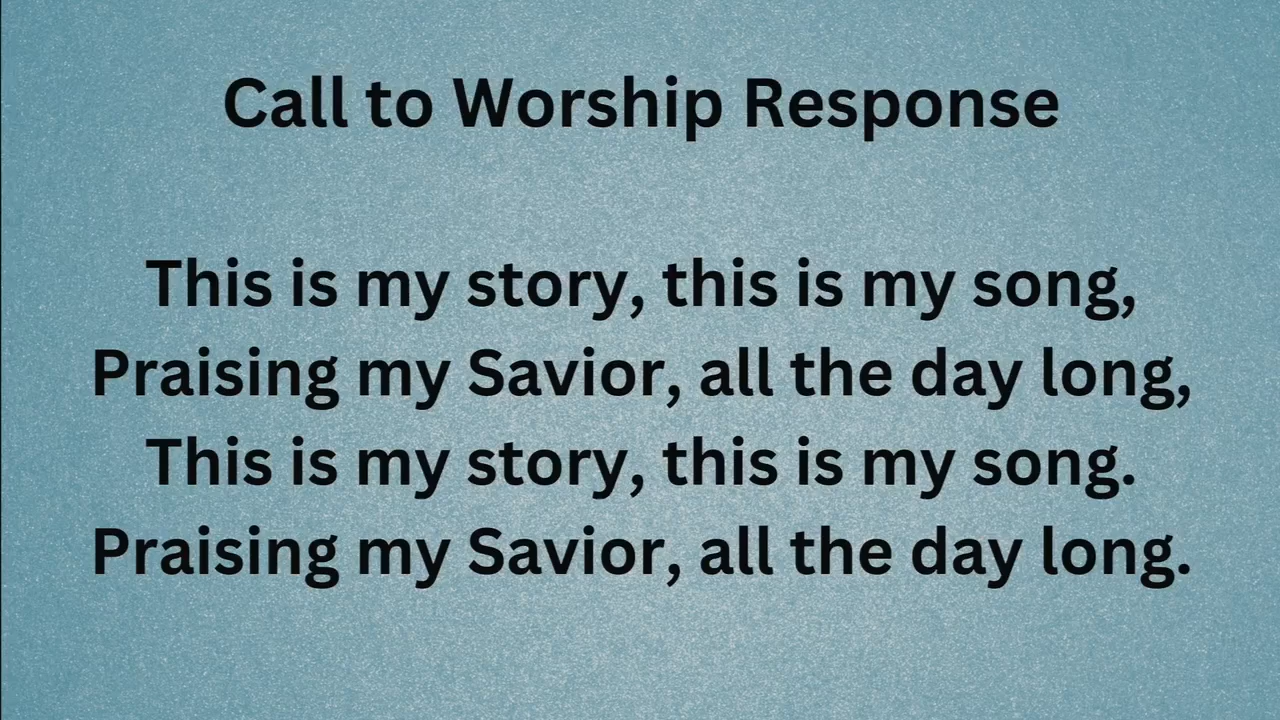 Call to Worship Response
This is my story, this is my song,
Praising my Savior, all the day long,
This is my story, this is my song.
Praising my Savior, all the day long.